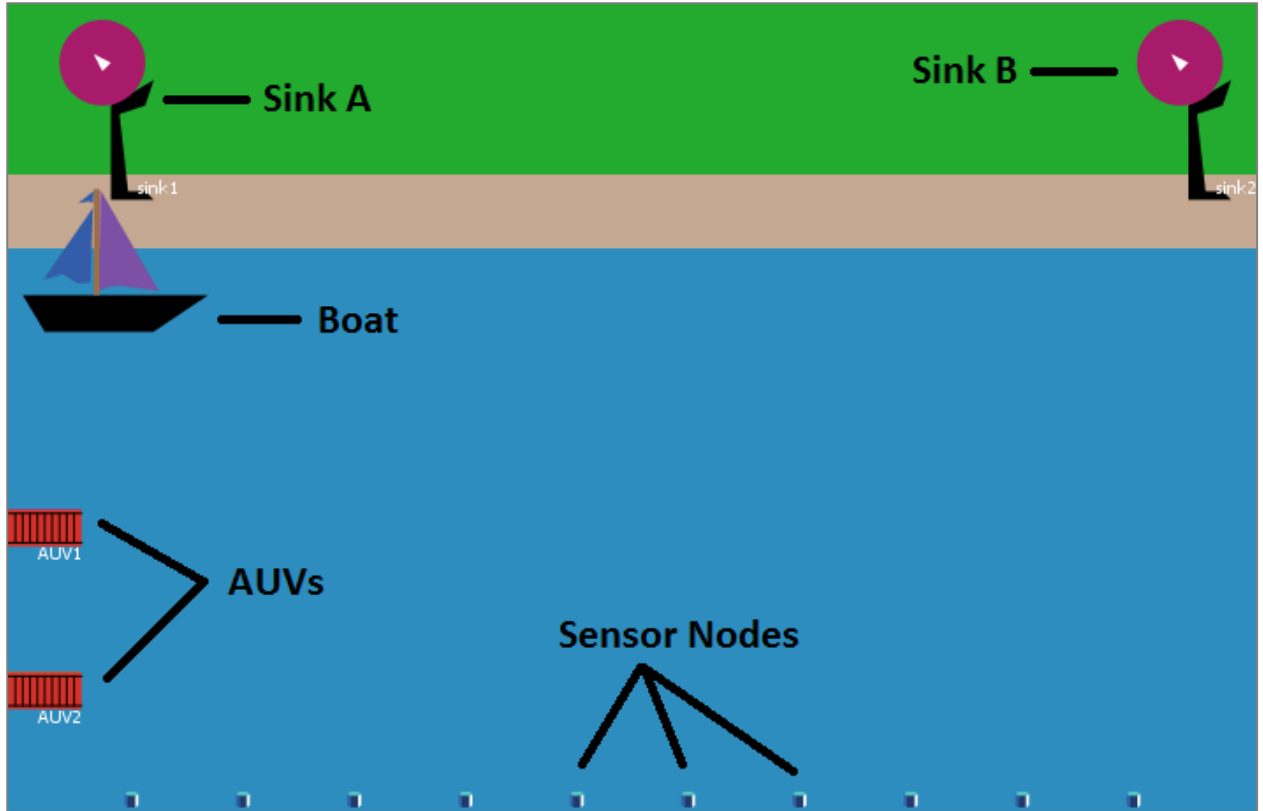 Sink B
Sink A
sink1
sink2
Boat
AUV1
AUVs
Sensor Nodes
AUV2